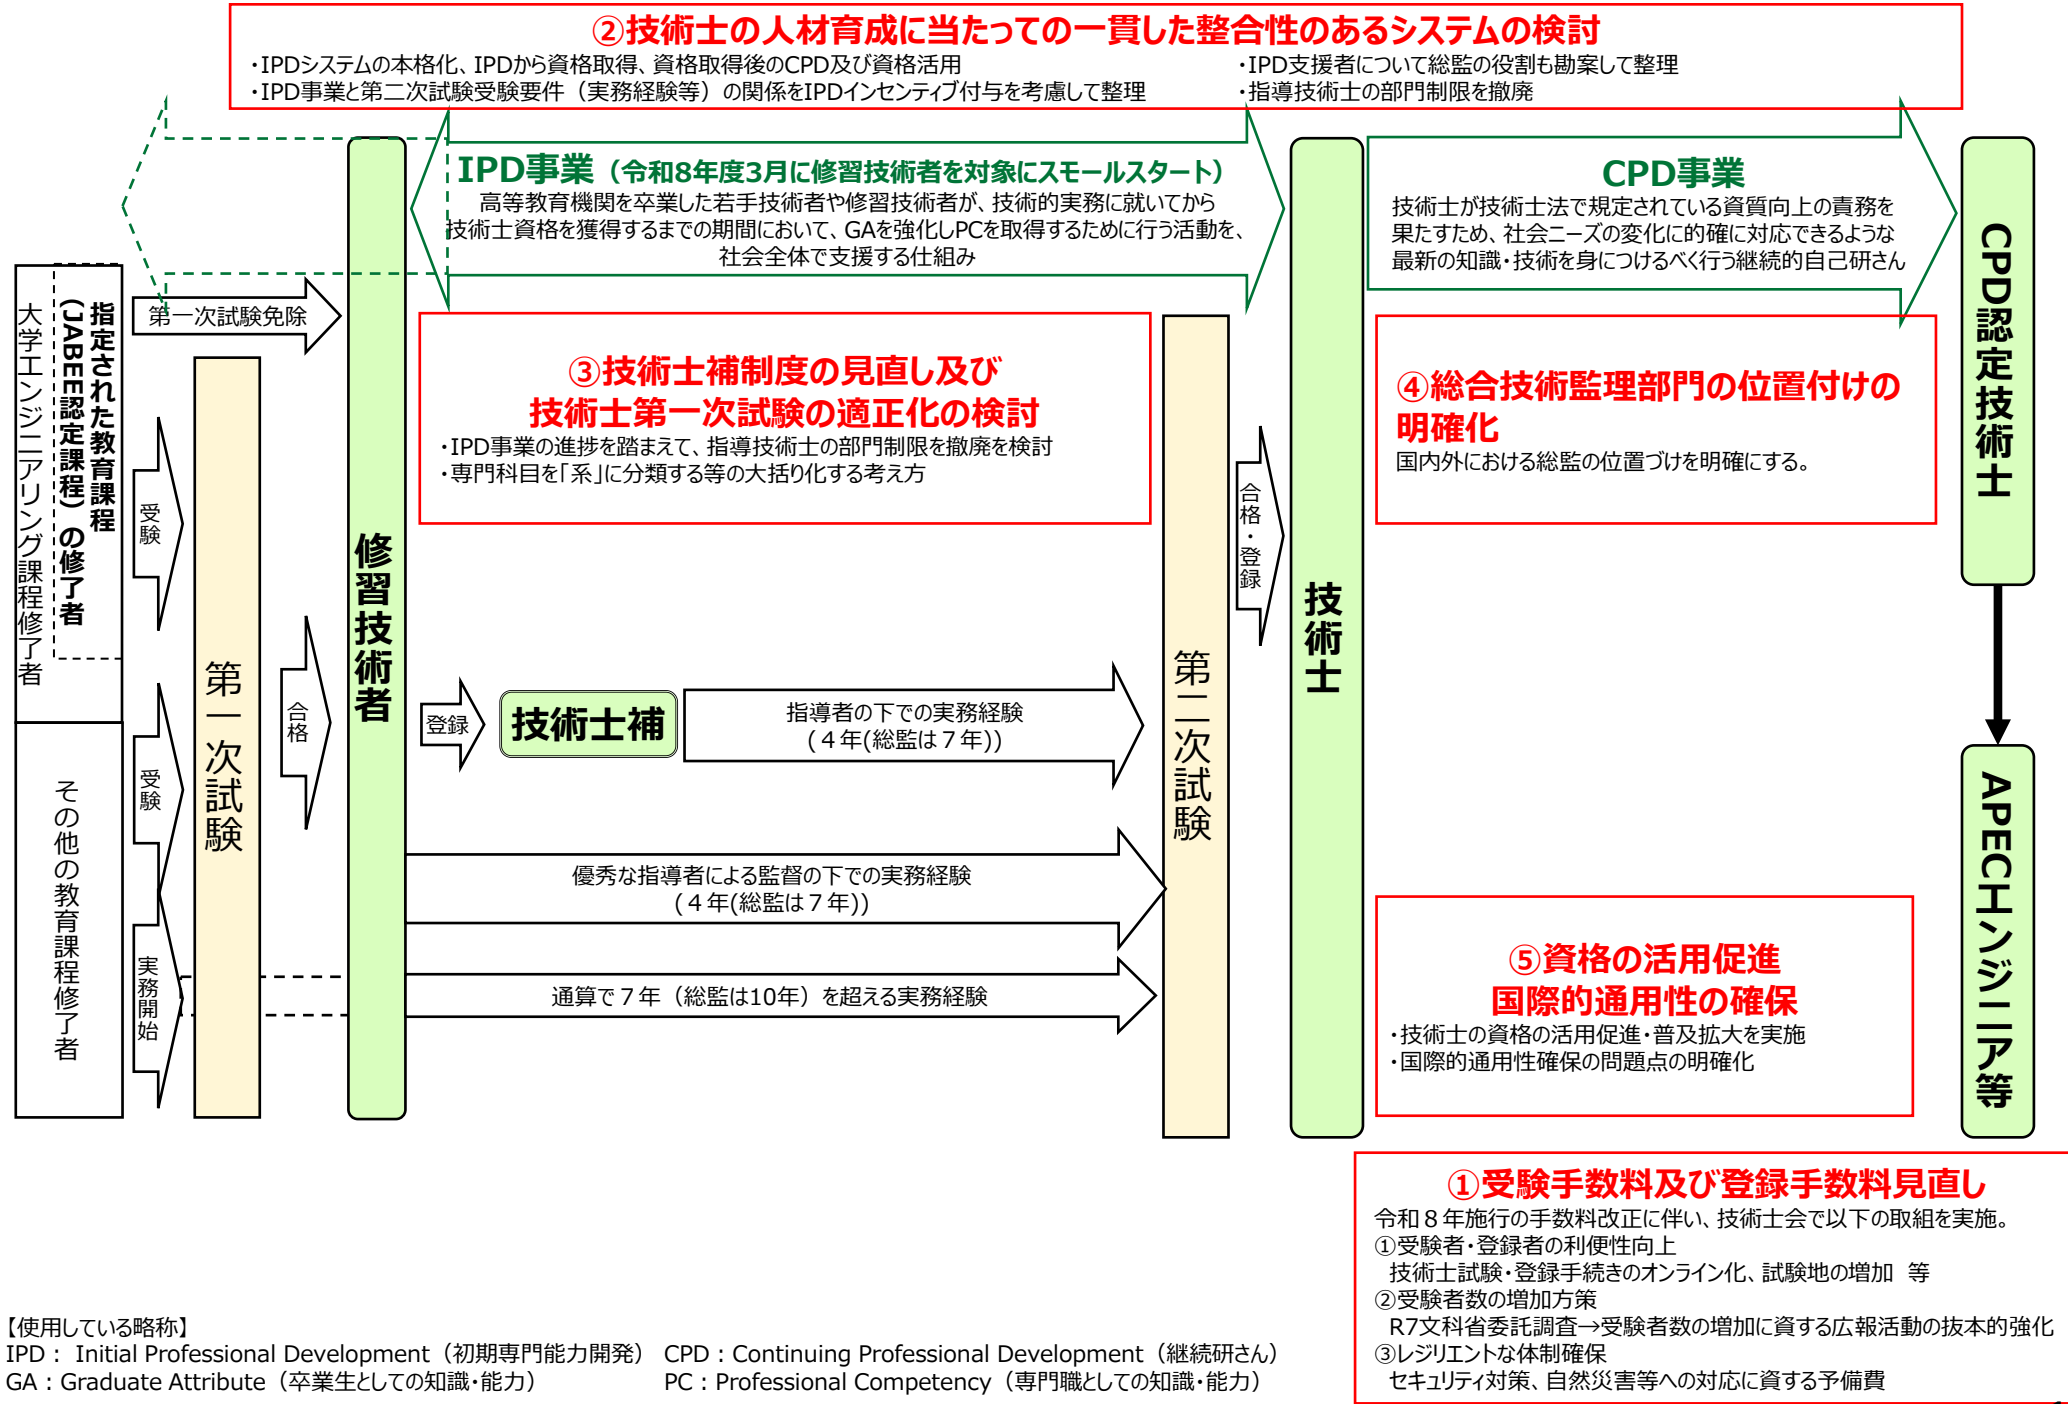 ②技術士の人材育成に当たっての一貫した整合性のあるシステムの検討
・IPDシステムの本格化、IPDから資格取得、資格取得後のCPD及び資格活用
・IPD事業と第二次試験受験要件（実務経験等）の関係をIPDインセンティブ付与を考慮して整理
・IPD支援者について総監の役割も勘案して整理
・指導技術士の部門制限を撤廃
IPD事業（令和8年度3月に修習技術者を対象にスモールスタート）
高等教育機関を卒業した若手技術者や修習技術者が、技術的実務に就いてから
技術士資格を獲得するまでの期間において、GAを強化しPCを取得するために行う活動を、
社会全体で支援する仕組み
CPD事業
技術士が技術士法で規定されている資質向上の責務を
果たすため、社会ニーズの変化に的確に対応できるような
最新の知識・技術を身につけるべく行う継続的自己研さん
大学エンジニアリング課程修了者
指定された教育課程
（JABEE認定課程）の修了者
その他の教育課程修了者
第一次試験免除
受験
受験
実務開始
第一次試験
合格
修習技術者
③技術士補制度の見直し及び
技術士第一次試験の適正化の検討
・IPD事業の進捗を踏まえて、指導技術士の部門制限を撤廃を検討
・専門科目を「系」に分類する等の大括り化する考え方
登録
技術士補
指導者の下での実務経験
(４年(総監は７年))
優秀な指導者による監督の下での実務経験
(４年(総監は７年))
通算で７年（総監は10年）を超える実務経験
第二次試験
合格・登録
技術士
④総合技術監理部門の位置付けの
明確化
国内外における総監の位置づけを明確にする。
⑤資格の活用促進
国際的通用性の確保
・技術士の資格の活用促進・普及拡大を実施
・国際的通用性確保の問題点の明確化
CPD認定技術士
APECエンジニア等
①受験手数料及び登録手数料見直し
令和８年施行の手数料改正に伴い、技術士会で以下の取組を実施。
①受験者・登録者の利便性向上
技術士試験・登録手続きのオンライン化、試験地の増加 等
②受験者数の増加方策
R7文科省委託調査→受験者数の増加に資する広報活動の抜本的強化
③レジリエントな体制確保
セキュリティ対策、自然災害等への対応に資する予備費
【使用している略称】
IPD： Initial Professional Development（初期専門能力開発） CPD：Continuing Professional Development（継続研さん）
GA：Graduate Attribute（卒業生としての知識・能力） PC：Professional Competency（専門職としての知識・能力）